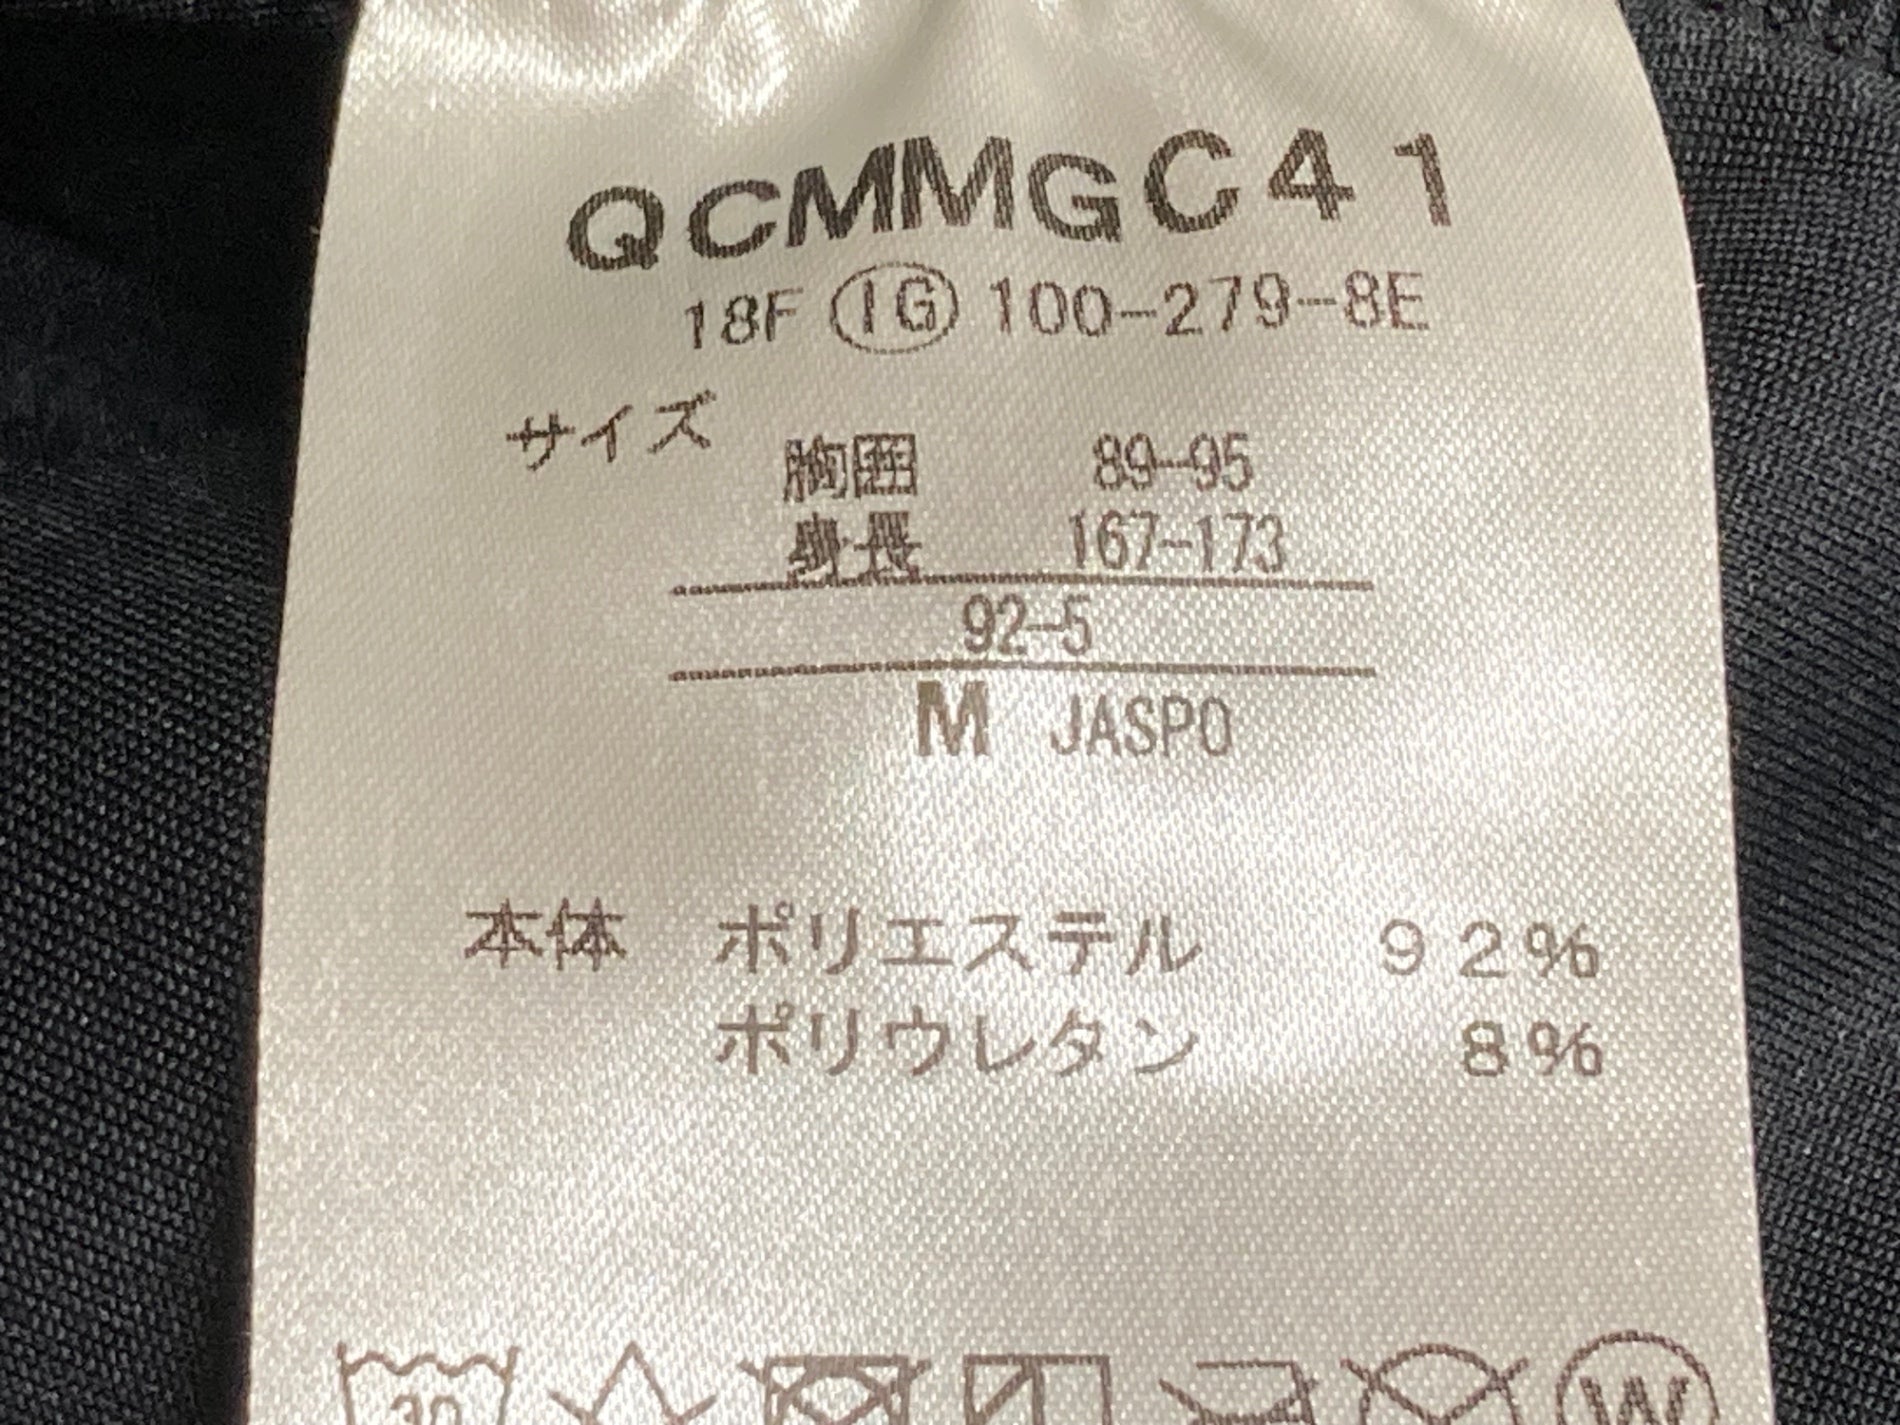 QCMMGC41
18F IG 100-279-8E
サイズ
胸囲 89-95
身長 167-173
92-5
M JASPO
本体 ポリエステル 92%
ポリウレタン 8%
30 W